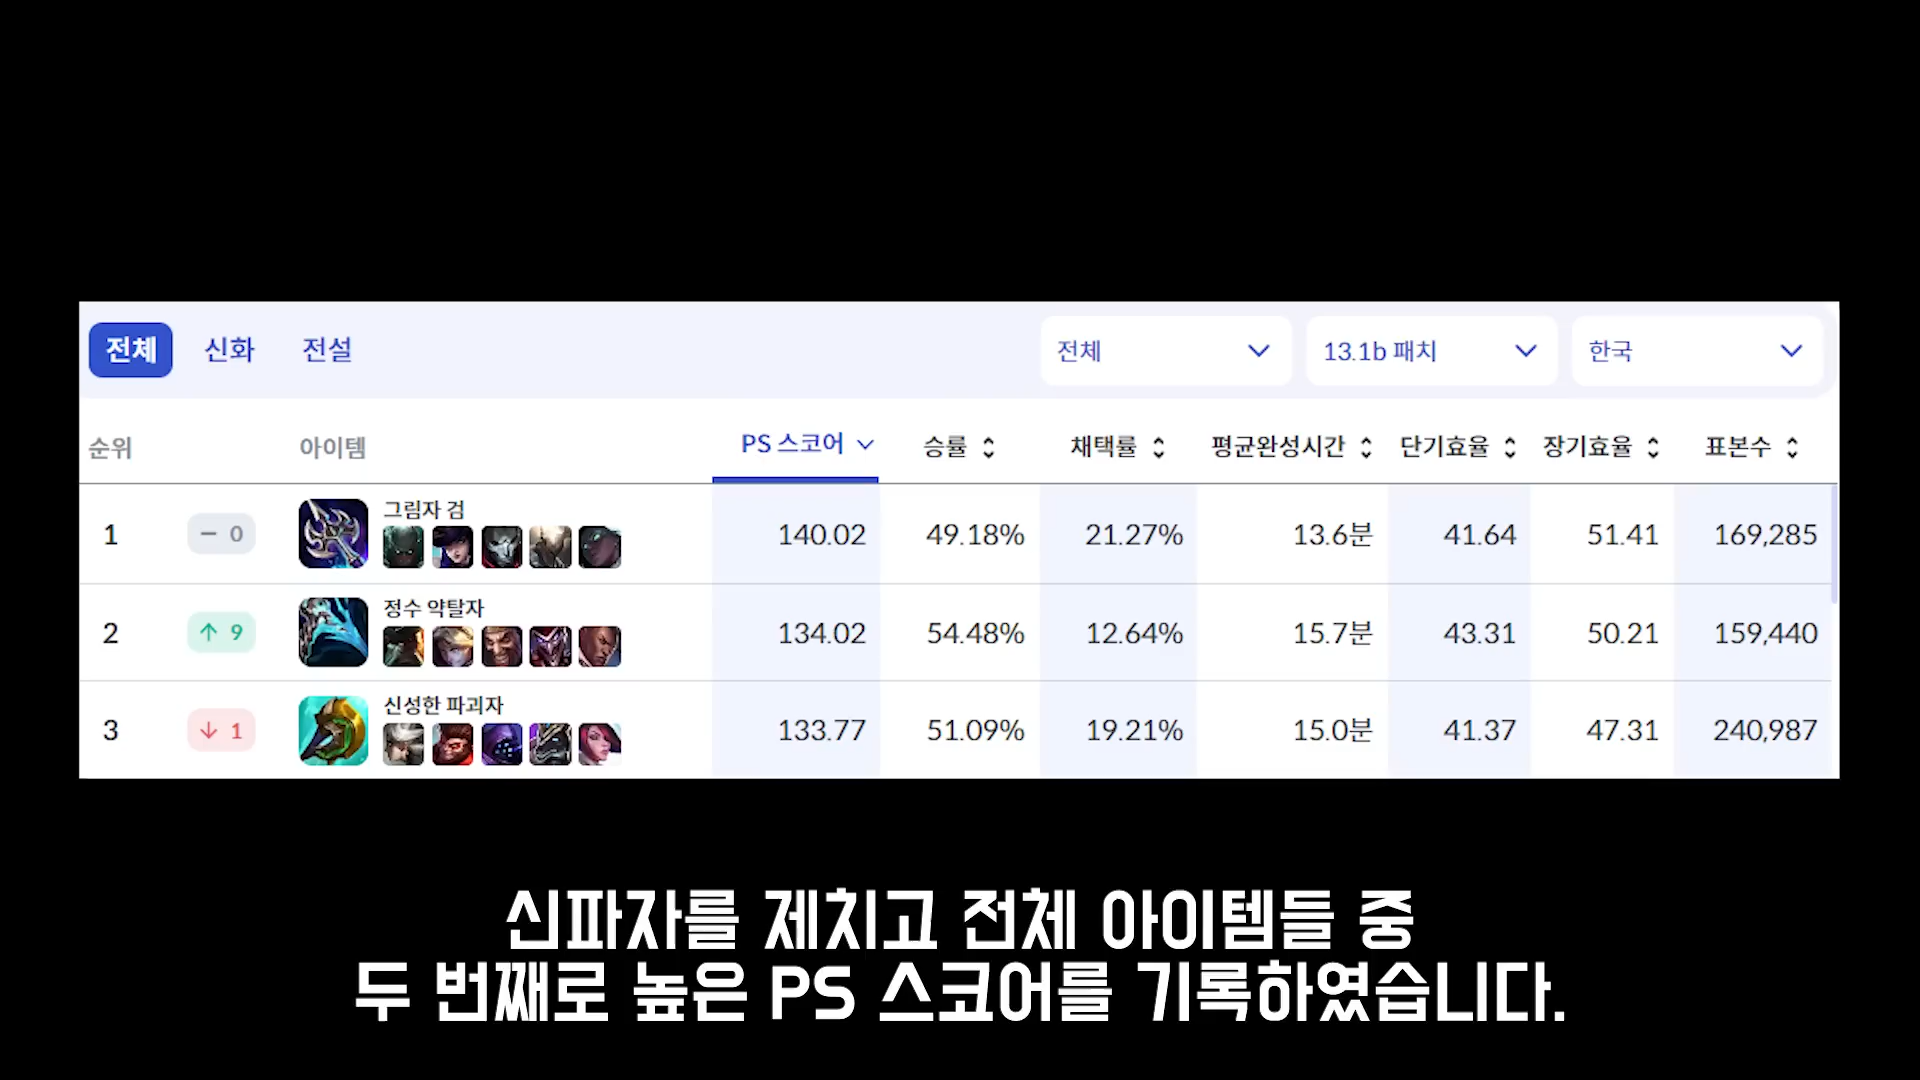 전체 신화 전설 전체 13.1b 패치 한국
순위 아이템 PS 스코어 승률 채택률 평균완성시간 단기효율 장기효율 표본수
1 – 0 그림자 검 140.02 49.18% 21.27% 13.6분 41.64 51.41 169,285
2 ↑ 9 정수 약탈자 134.02 54.48% 12.64% 15.7분 43.31 50.21 159,440
3 ↓ 1 신성한 파괴자 133.77 51.09% 19.21% 15.0분 41.37 47.31 240,987
신파자를 제치고 전체 아이템들 중
두 번째로 높은 PS 스코어를 기록하였습니다.